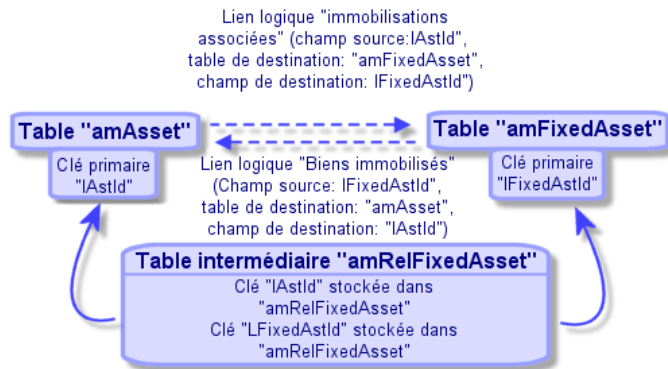 Lien logique "immobilisations
associées" (champ source:lAstId",
table de destination: "amFixedAsset",
champ de destination: lFixedAstId")
Table "amAsset"
Table "amFixedAsset"
Clé primaire
"lAstId"
Lien logique "Biens immobilisés"
(Champ source: lFixedAstId",
table de destination: "amAsset",
champ de destination: "lAstId")
Clé primaire
"lFixedAstId"
Table intermédiaire "amRelFixedAsset"
Clé "lAstId" stockée dans
"amRelFixedAsset"
Clé "LFixedAstId" stockée dans
"amRelFixedAsset"